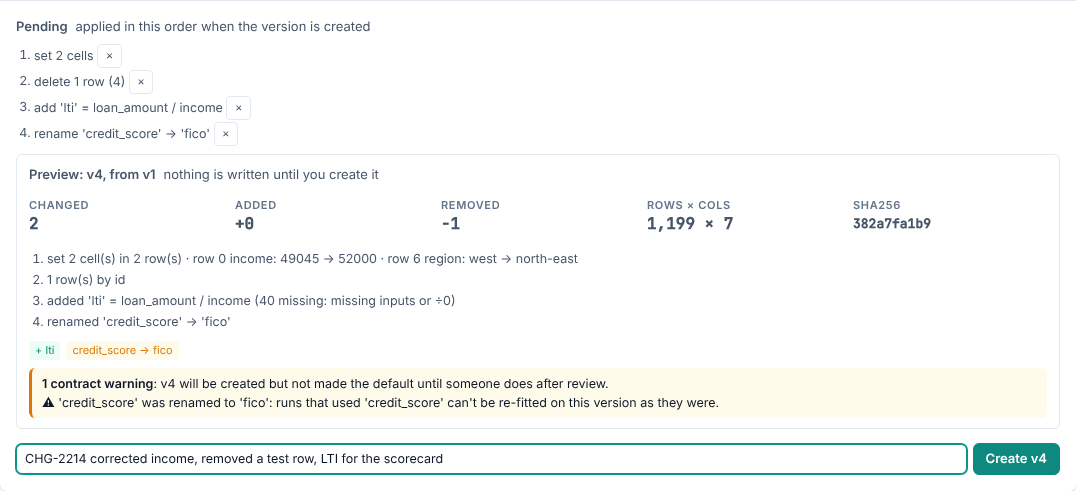 Pending applied in this order when the version is created
1. set 2 cells ×
2. delete 1 row (4) ×
3. add 'lti' = loan_amount / income ×
4. rename 'credit_score' → 'fico' ×
Preview: v4, from v1 nothing is written until you create it
CHANGED ADDED REMOVED ROWS × COLS SHA256
2 +0 -1 1,199 × 7 382a7fa1b9
1. set 2 cell(s) in 2 row(s) · row 0 income: 49045 → 52000 · row 6 region: west → north-east
2. 1 row(s) by id
3. added 'lti' = loan_amount / income (40 missing: missing inputs or ÷0)
4. renamed 'credit_score' → 'fico'
+ lti credit_score → fico
1 contract warning: v4 will be created but not made the default until someone does after review.
⚠ 'credit_score' was renamed to 'fico': runs that used 'credit_score' can't be re-fitted on this version as they were.
CHG-2214 corrected income, removed a test row, LTI for the scorecard Create v4